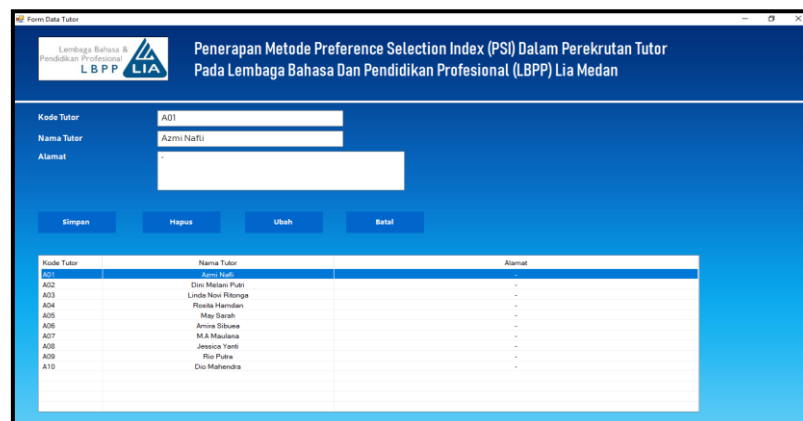 Form Data Tutor
Lembaga Bahasa &
Pendidikan Profesional
LBPP LIA
Penerapan Metode Preference Selection Index (PSI) Dalam Perekrutan Tutor
Pada Lembaga Bahasa Dan Pendidikan Profesional (LBPP) Lia Medan
Kode Tutor A01
Nama Tutor Azmi Nafli
Alamat -
Simpan Hapus Ubah Batal
Kode Tutor Nama Tutor Alamat
A01 Azmi Nafli -
A02 Dini Melani Putri -
A03 Linda Novi Ritonga -
A04 Rosita Hamdan -
A05 May Sarah -
A06 Amira Sibuea -
A07 M.A Maulana -
A08 Jessica Yanti -
A09 Rio Putra -
A10 Dio Mahendra -